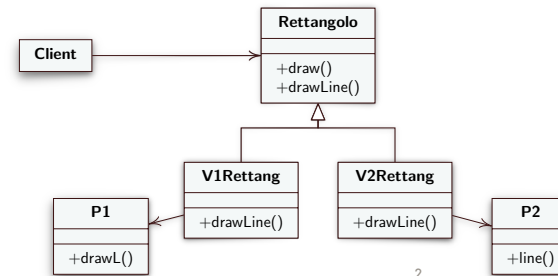 Rettangolo
Client
+draw()
+drawLine()
V1Rettang
V2Rettang
+drawLine()
+drawLine()
P1
P2
+drawL()
+line()
2